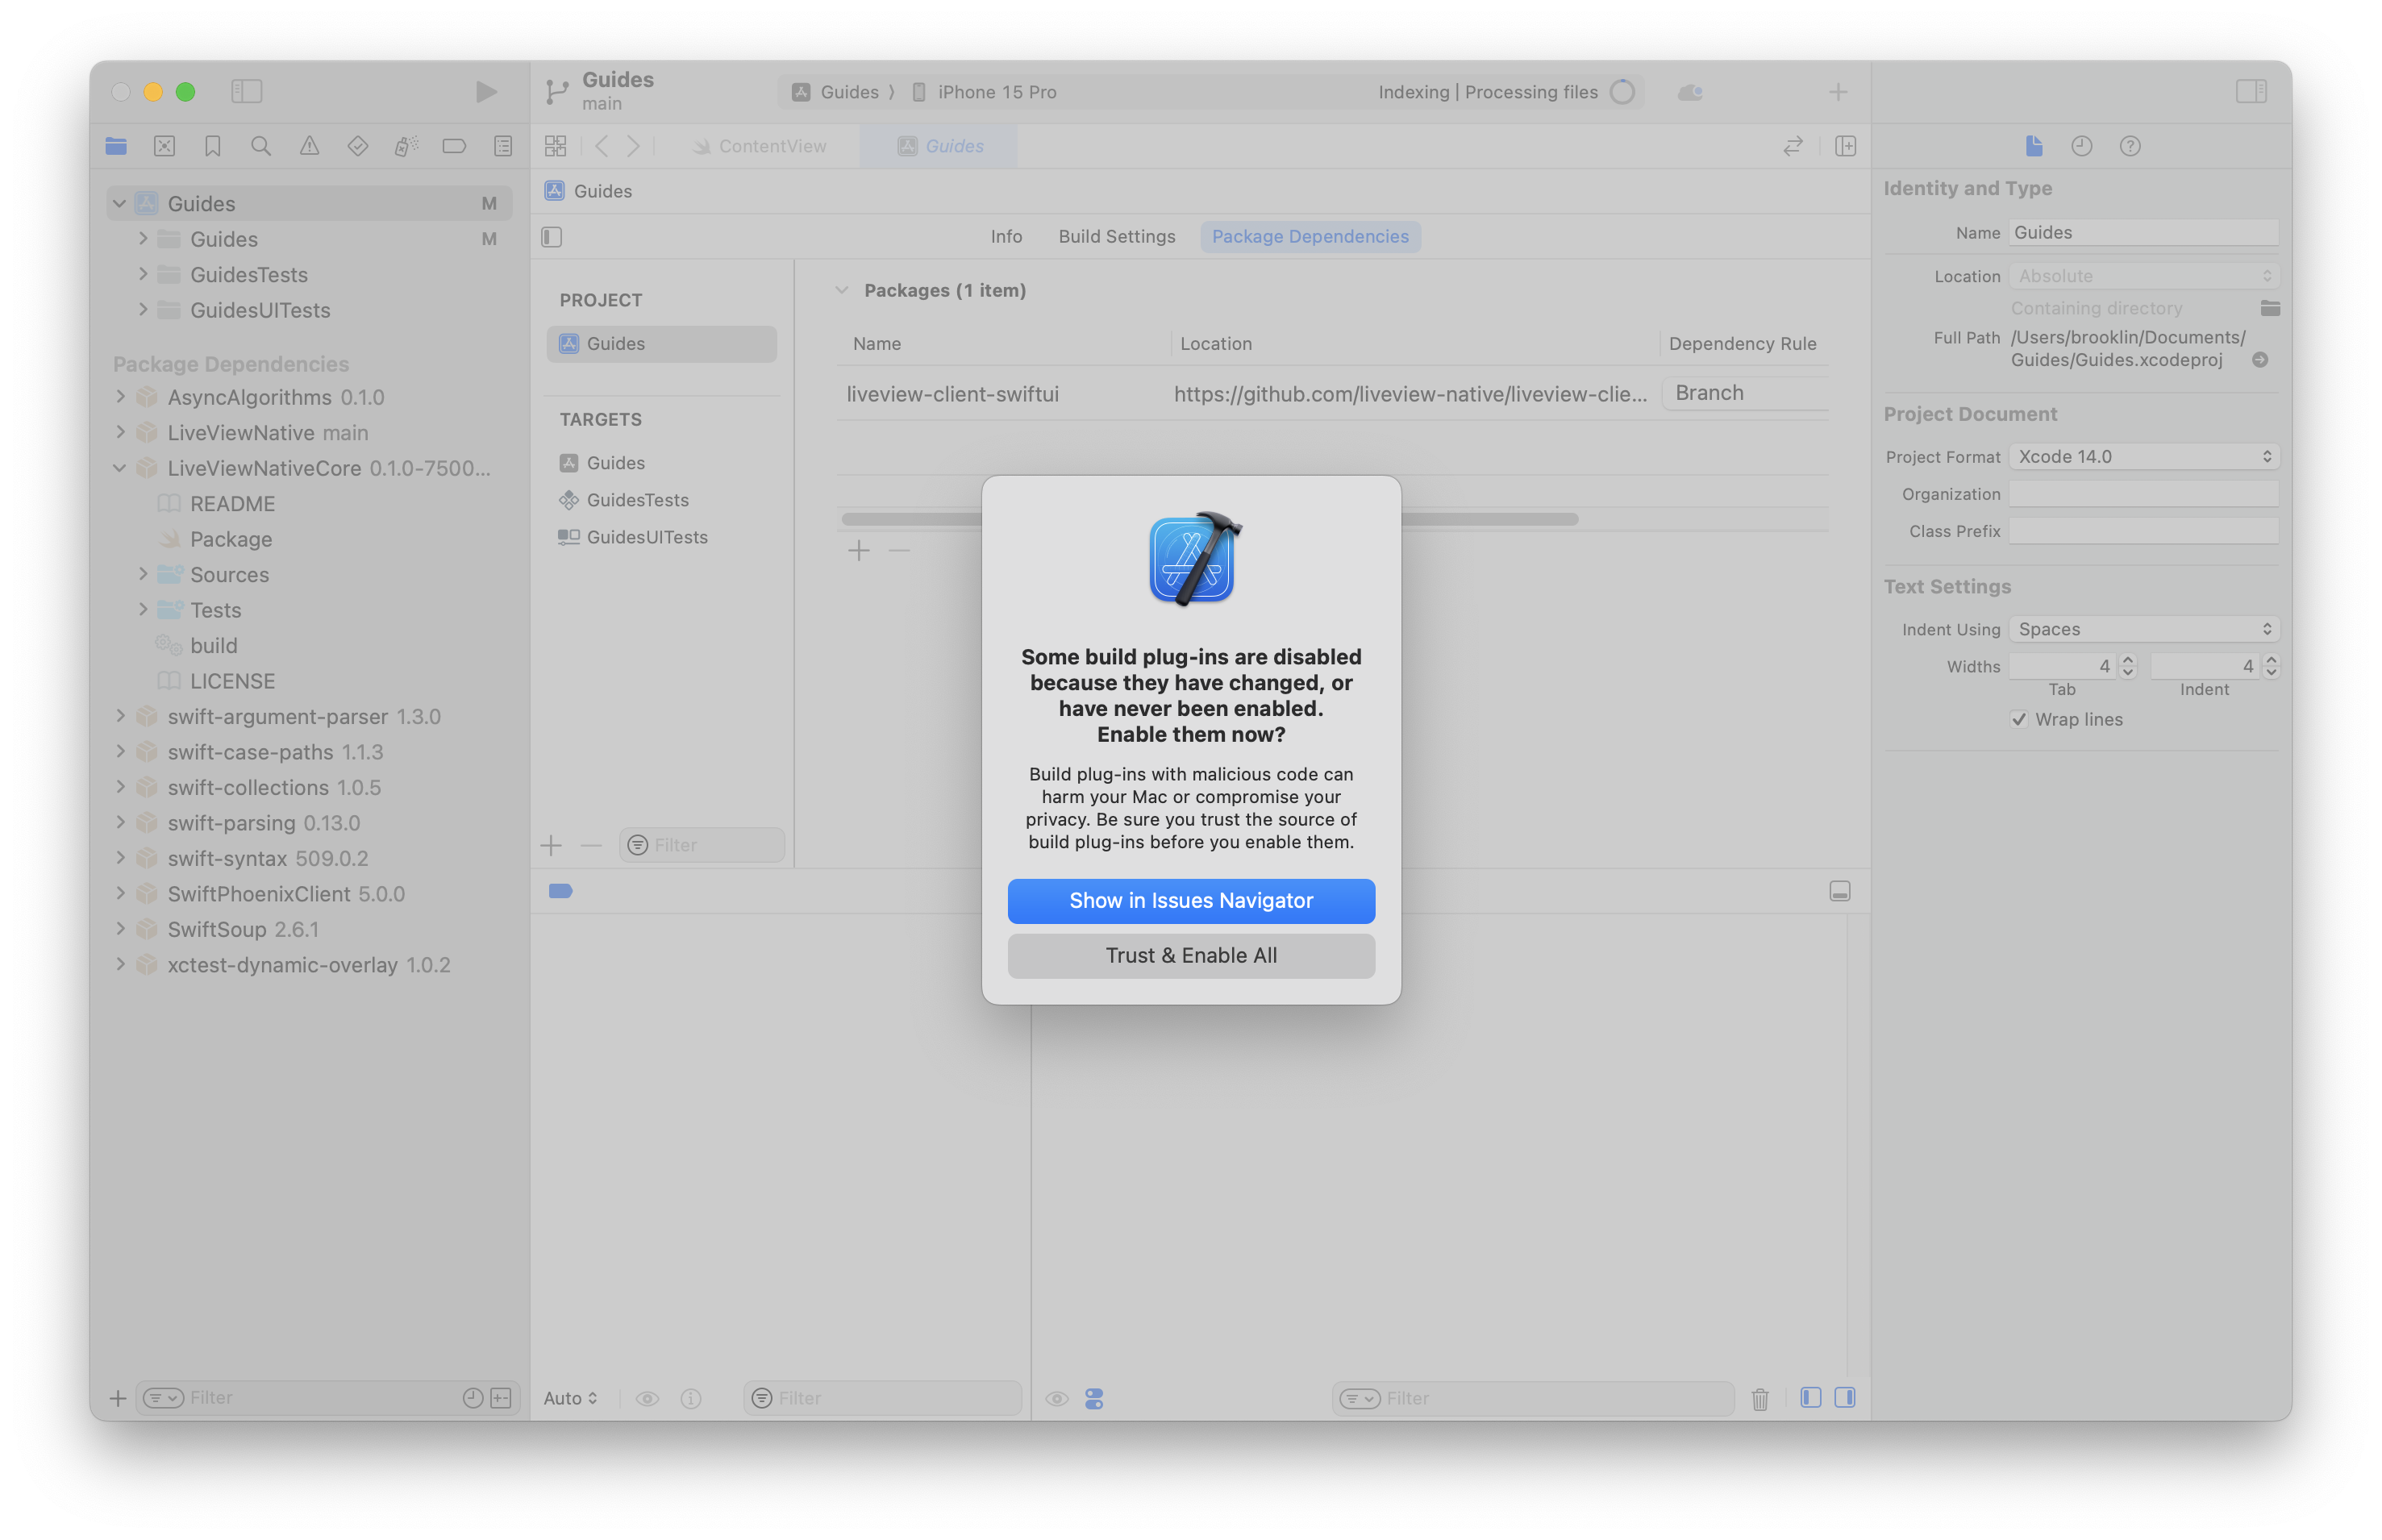 Guides
main
Guides
iPhone 15 Pro
Indexing | Processing files
ContentView
Guides
Guides
Guides M
Guides M
GuidesTests
GuidesUITests
Package Dependencies
AsyncAlgorithms 0.1.0
LiveViewNative main
LiveViewNativeCore 0.1.0-7500...
README
Package
Sources
Tests
build
LICENSE
swift-argument-parser 1.3.0
swift-case-paths 1.1.3
swift-collections 1.0.5
swift-parsing 0.13.0
swift-syntax 509.0.2
SwiftPhoenixClient 5.0.0
SwiftSoup 2.6.1
xctest-dynamic-overlay 1.0.2
Filter
Info Build Settings Package Dependencies
PROJECT
Guides
TARGETS
Guides
GuidesTests
GuidesUITests
Filter
Packages (1 item)
Name Location Dependency Rule
liveview-client-swiftui https://github.com/liveview-native/liveview-clie... Branch
Some build plug-ins are disabled
because they have changed, or
have never been enabled.
Enable them now?
Build plug-ins with malicious code can
harm your Mac or compromise your
privacy. Be sure you trust the source of
build plug-ins before you enable them.
Show in Issues Navigator
Trust & Enable All
Auto
Filter
Filter
Identity and Type
Name Guides
Location Absolute
Containing directory
Full Path /Users/brooklin/Documents/
Guides/Guides.xcodeproj
Project Document
Project Format Xcode 14.0
Organization
Class Prefix
Text Settings
Indent Using Spaces
Widths 4 4
Tab Indent
Wrap lines